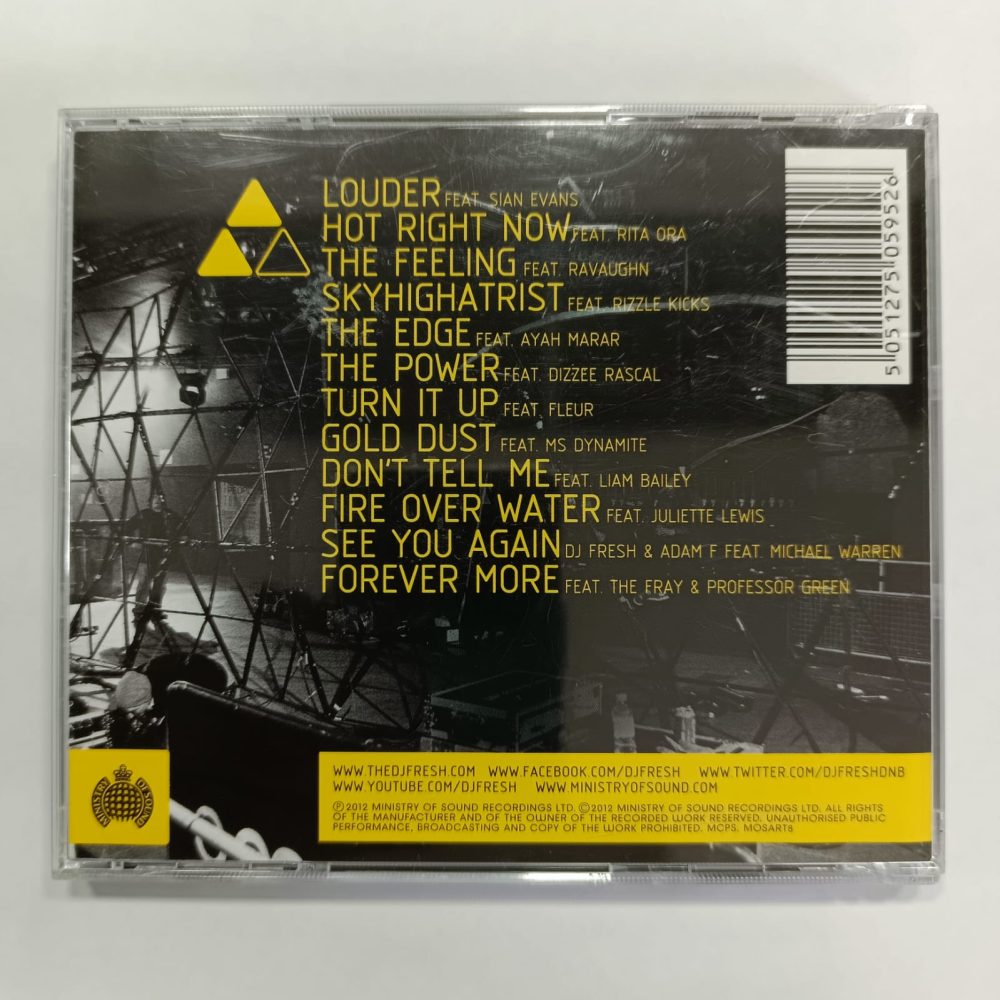 LOUDER FEAT. SIAN EVANS
HOT RIGHT NOW FEAT. RITA ORA
THE FEELING FEAT. RAVAUGHN
SKYHIGHATRIST FEAT. RIZZLE KICKS
THE EDGE FEAT. AYAH MARAR
THE POWER FEAT. DIZZEE RASCAL
TURN IT UP FEAT. FLEUR
GOLD DUST FEAT. MS DYNAMITE
DON'T TELL ME FEAT. LIAM BAILEY
FIRE OVER WATER FEAT. JULIETTE LEWIS
SEE YOU AGAIN DJ FRESH & ADAM F FEAT. MICHAEL WARREN
FOREVER MORE FEAT. THE FRAY & PROFESSOR GREEN
5 051275 059526
MINISTRY OF SOUND
WWW.THEDJFRESH.COM WWW.FACEBOOK.COM/DJFRESH WWW.TWITTER.COM/DJFRESHDNB
WWW.YOUTUBE.COM/DJFRESH WWW.MINISTRYOFSOUND.COM
℗ 2012 MINISTRY OF SOUND RECORDINGS LTD. ©2012 MINISTRY OF SOUND RECORDINGS LTD. ALL RIGHTS
OF THE MANUFACTURER AND OF THE OWNER OF THE RECORDED WORK RESERVED. UNAUTHORISED PUBLIC
PERFORMANCE, BROADCASTING AND COPY OF THE WORK PROHIBITED. MCPS. MOSART8